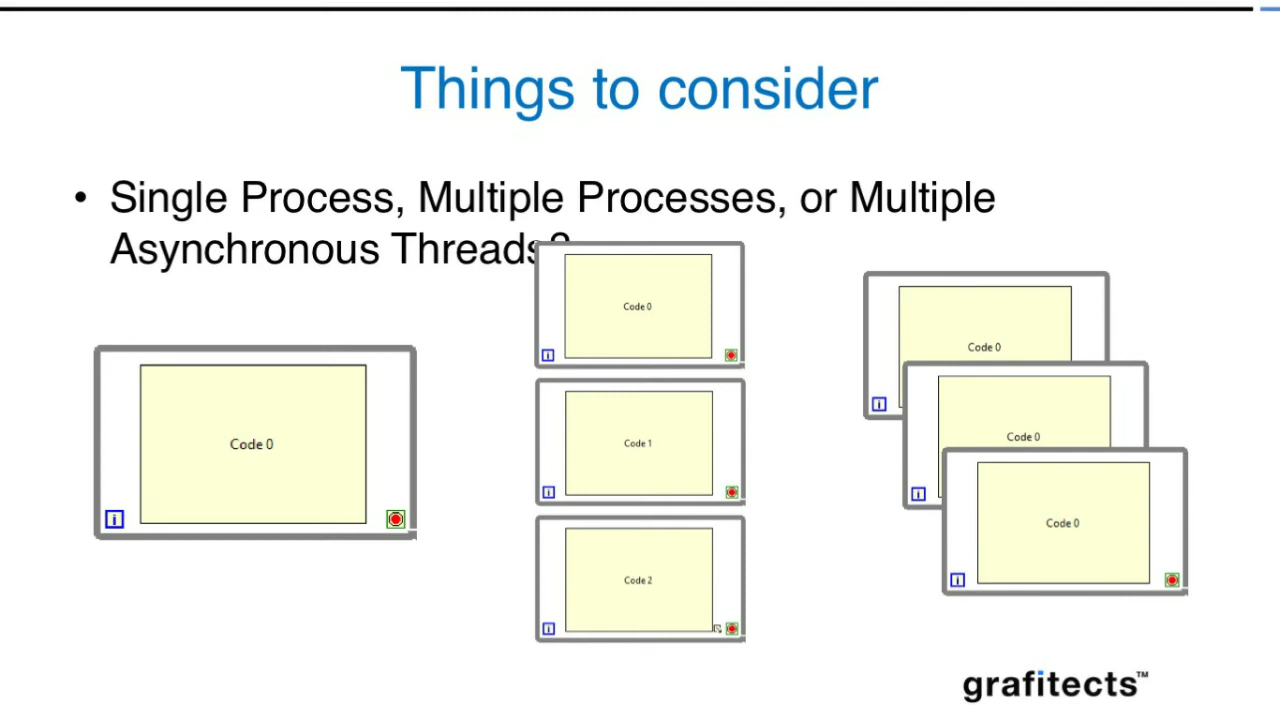 Things to consider
• Single Process, Multiple Processes, or Multiple
Asynchronous Threads?
Code 0
i
Code 0
i
Code 1
i
Code 2
i
Code 0
i
Code 0
i
Code 0
i
grafitects™